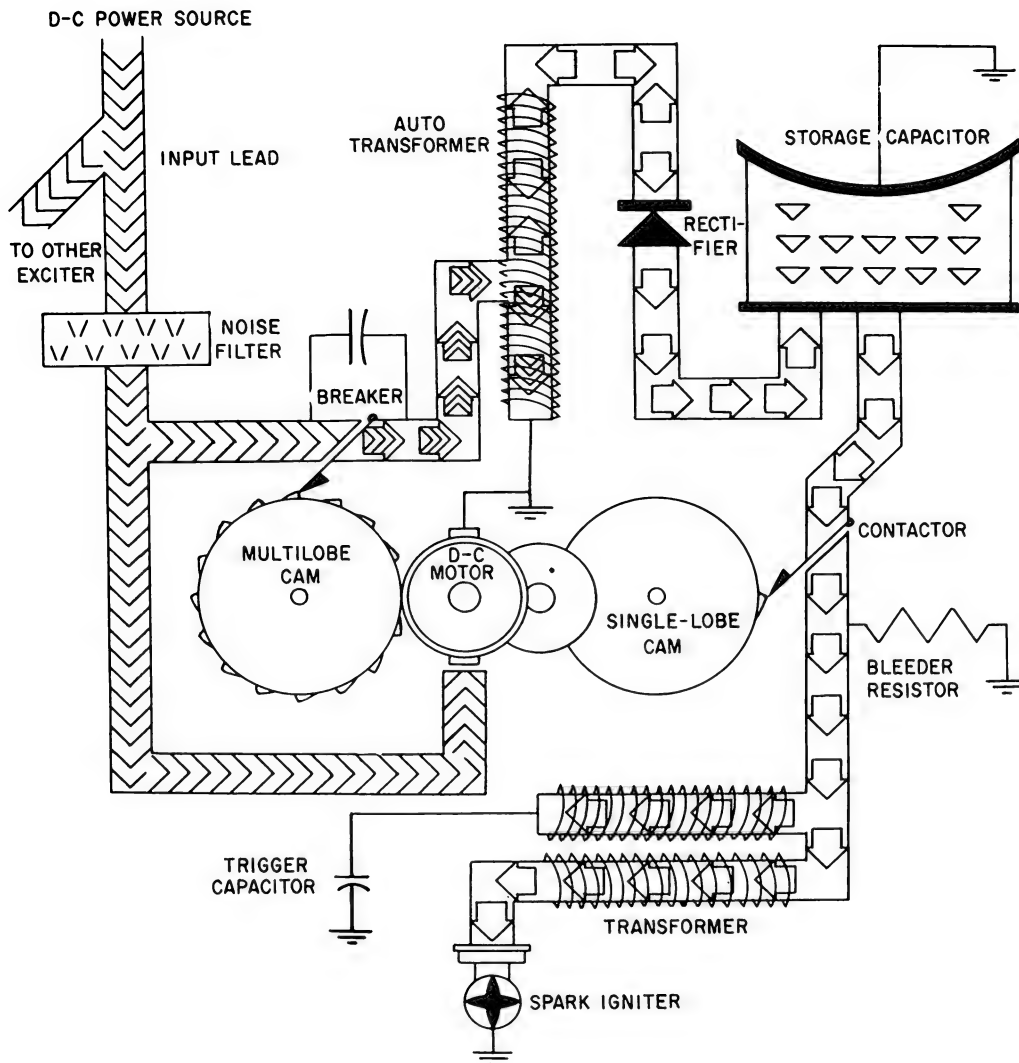 D-C POWER SOURCE
AUTO
TRANSFORMER
STORAGE CAPACITOR
INPUT LEAD
RECTI-
FIER
TO OTHER
EXCITER
NOISE
FILTER
BREAKER
CONTACTOR
MULTILOBE
CAM
D-C
MOTOR
SINGLE-LOBE
CAM
BLEEDER
RESISTOR
TRIGGER
CAPACITOR
TRANSFORMER
SPARK IGNITER